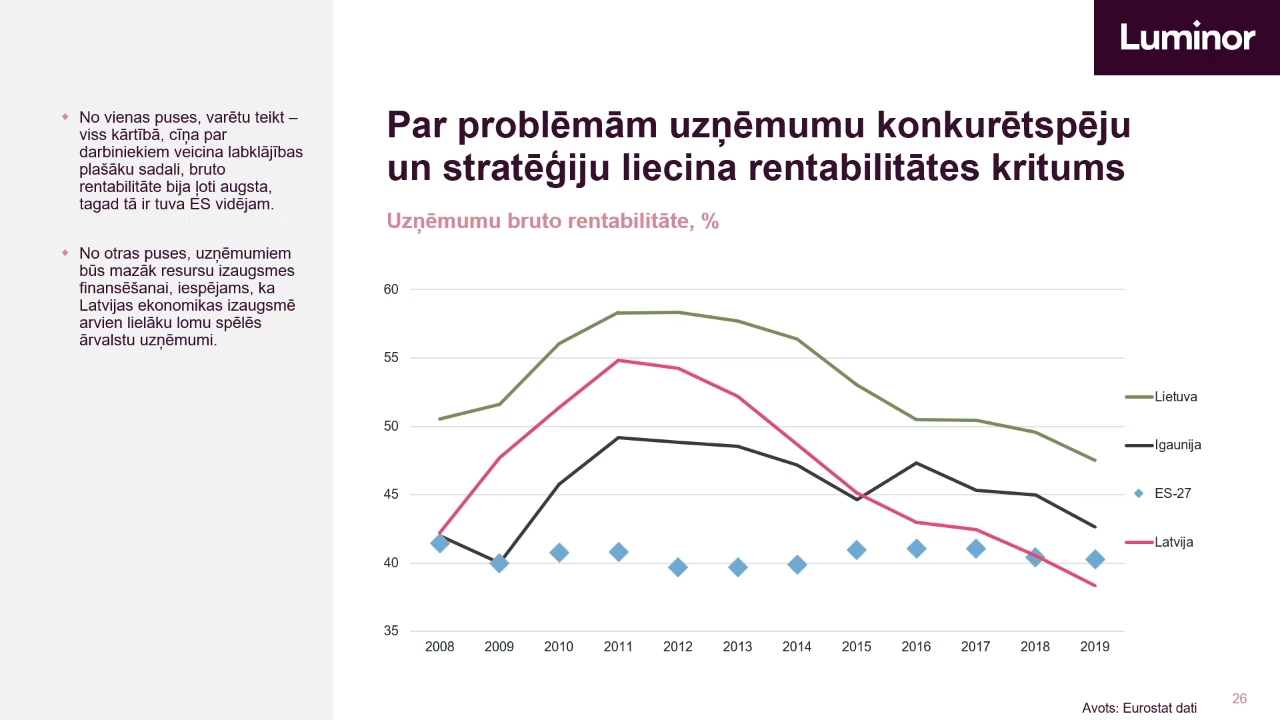 Luminor
No vienas puses, varētu teikt –
viss kārtībā, cīņa par
darbiniekiem veicina labklājības
plašāku sadali, bruto
rentabilitāte bija ļoti augsta,
tagad tā ir tuva ES vidējam.
No otras puses, uzņēmumiem
būs mazāk resursu izaugsmes
finansēšanai, iespējams, ka
Latvijas ekonomikas izaugsmē
arvien lielāku lomu spēlēs
ārvalstu uzņēmumi.
Par problēmām uzņēmumu konkurētspēju
un stratēģiju liecina rentabilitātes kritums
Uzņēmumu bruto rentabilitāte, %
60
55
50
45
40
35
2008 2009 2010 2011 2012 2013 2014 2015 2016 2017 2018 2019
Lietuva
Igaunija
ES-27
Latvija
Avots: Eurostat dati
26